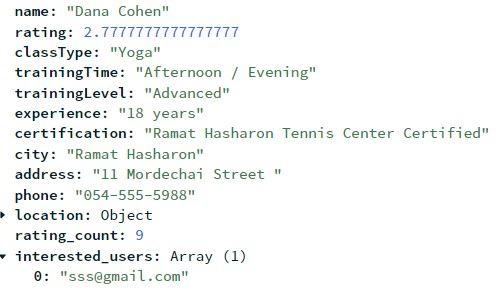 name: "Dana Cohen"
rating: 2.7777777777777777
classType: "Yoga"
trainingTime: "Afternoon / Evening"
trainingLevel: "Advanced"
experience: "18 years"
certification: "Ramat Hasharon Tennis Center Certified"
city: "Ramat Hasharon"
address: "11 Mordechai Street "
phone: "054-555-5988"
location: Object
rating_count: 9
interested_users: Array (1)
0: "sss@gmail.com"